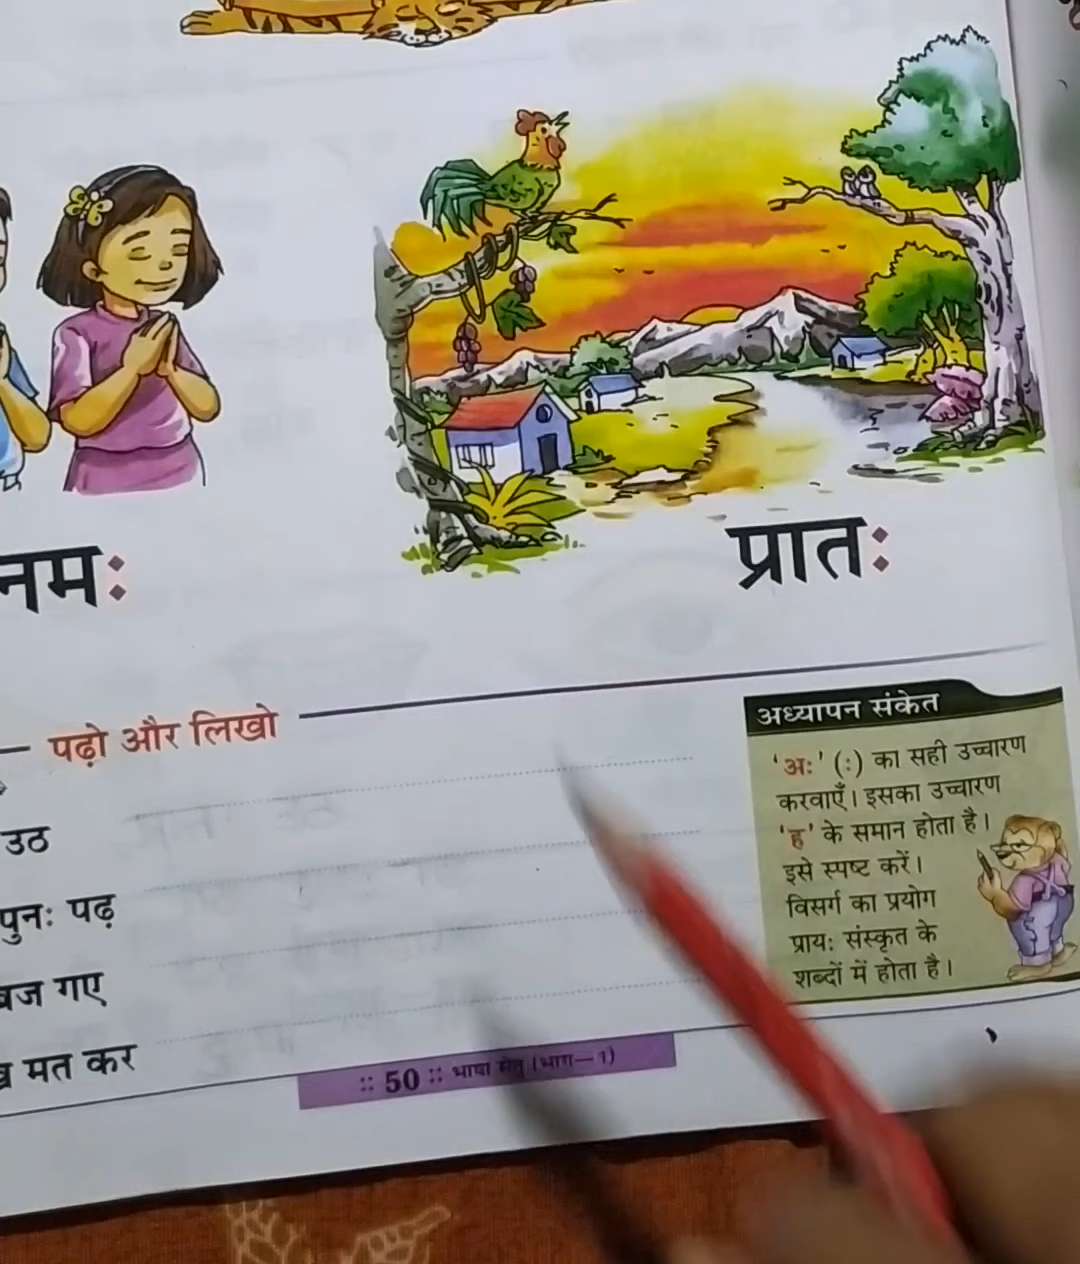 नमः
प्रातः
पढ़ो और लिखो
उठ
पुनः पढ़
गए
मत कर
अध्यापन संकेत
'अः' (ः) का सही उच्चारण
करवाएँ। इसका उच्चारण
'ह' के समान होता है।
इसे स्पष्ट करें।
विसर्ग का प्रयोग
प्रायः संस्कृत के
शब्दों में होता है।
:: 50 :: भाषा सेतु (भाग—1)